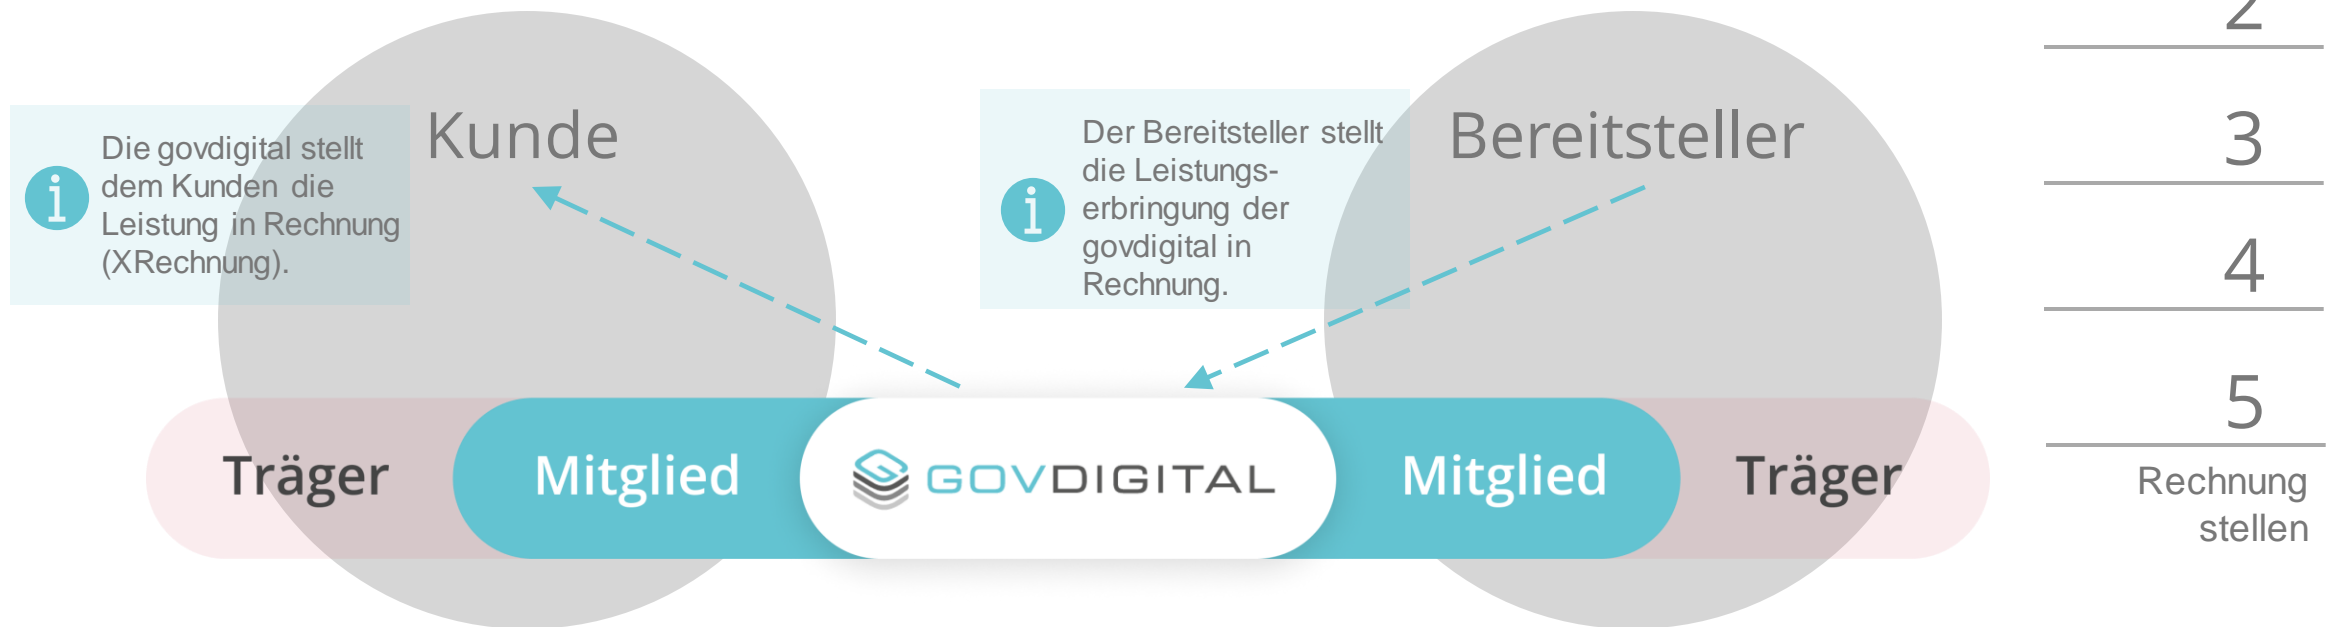 Kunde
Die govdigital stellt
dem Kunden die
Leistung in Rechnung
(XRechnung).
Der Bereitsteller stellt
die Leistungs-
erbringung der
govdigital in
Rechnung.
Bereitsteller
Träger
Mitglied
GOVDIGITAL
Mitglied
Träger
2
3
4
5
Rechnung
stellen